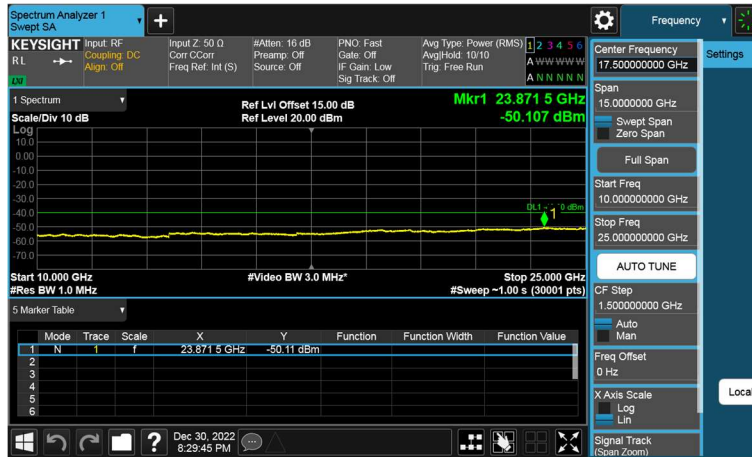 Spectrum Analyzer 1
Swept SA
Frequency
KEYSIGHT
RL
LXI
Input: RF
Coupling: DC
Align: Off
Input Z: 50 Ω
Corr CCorr
Freq Ref: Int (S)
#Atten: 16 dB
Preamp: Off
Source: Off
PNO: Fast
Gate: Off
IF Gain: Low
Sig Track: Off
Avg Type: Power (RMS)
Avg|Hold: 10/10
Trig: Free Run
1 2 3 4 5 6
A W W W W W
A N N N N N
1 Spectrum
Scale/Div 10 dB
Ref Lvl Offset 15.00 dB
Ref Level 20.00 dBm
Mkr1 23.871 5 GHz
-50.107 dBm
Log
10.0
0.00
-10.0
-20.0
-30.0
-40.0
-50.0
-60.0
-70.0
1
Start 10.000 GHz
#Res BW 1.0 MHz
#Video BW 3.0 MHz*
Stop 25.000 GHz
#Sweep ~1.00 s (30001 pts)
5 Marker Table
Mode Trace Scale X Y Function Function Width Function Value
1 N 1 f 23.871 5 GHz -50.11 dBm
2
3
4
5
6
Dec 30, 2022
8:29:45 PM
Center Frequency
17.500000000 GHz
Settings
Span
15.0000000 GHz
Swept Span
Zero Span
Full Span
Start Freq
10.000000000 GHz
Stop Freq
25.000000000 GHz
AUTO TUNE
CF Step
1.500000000 GHz
Auto
Man
Freq Offset
0 Hz
X Axis Scale
Log
Lin
Local
Signal Track
(Span Zoom)